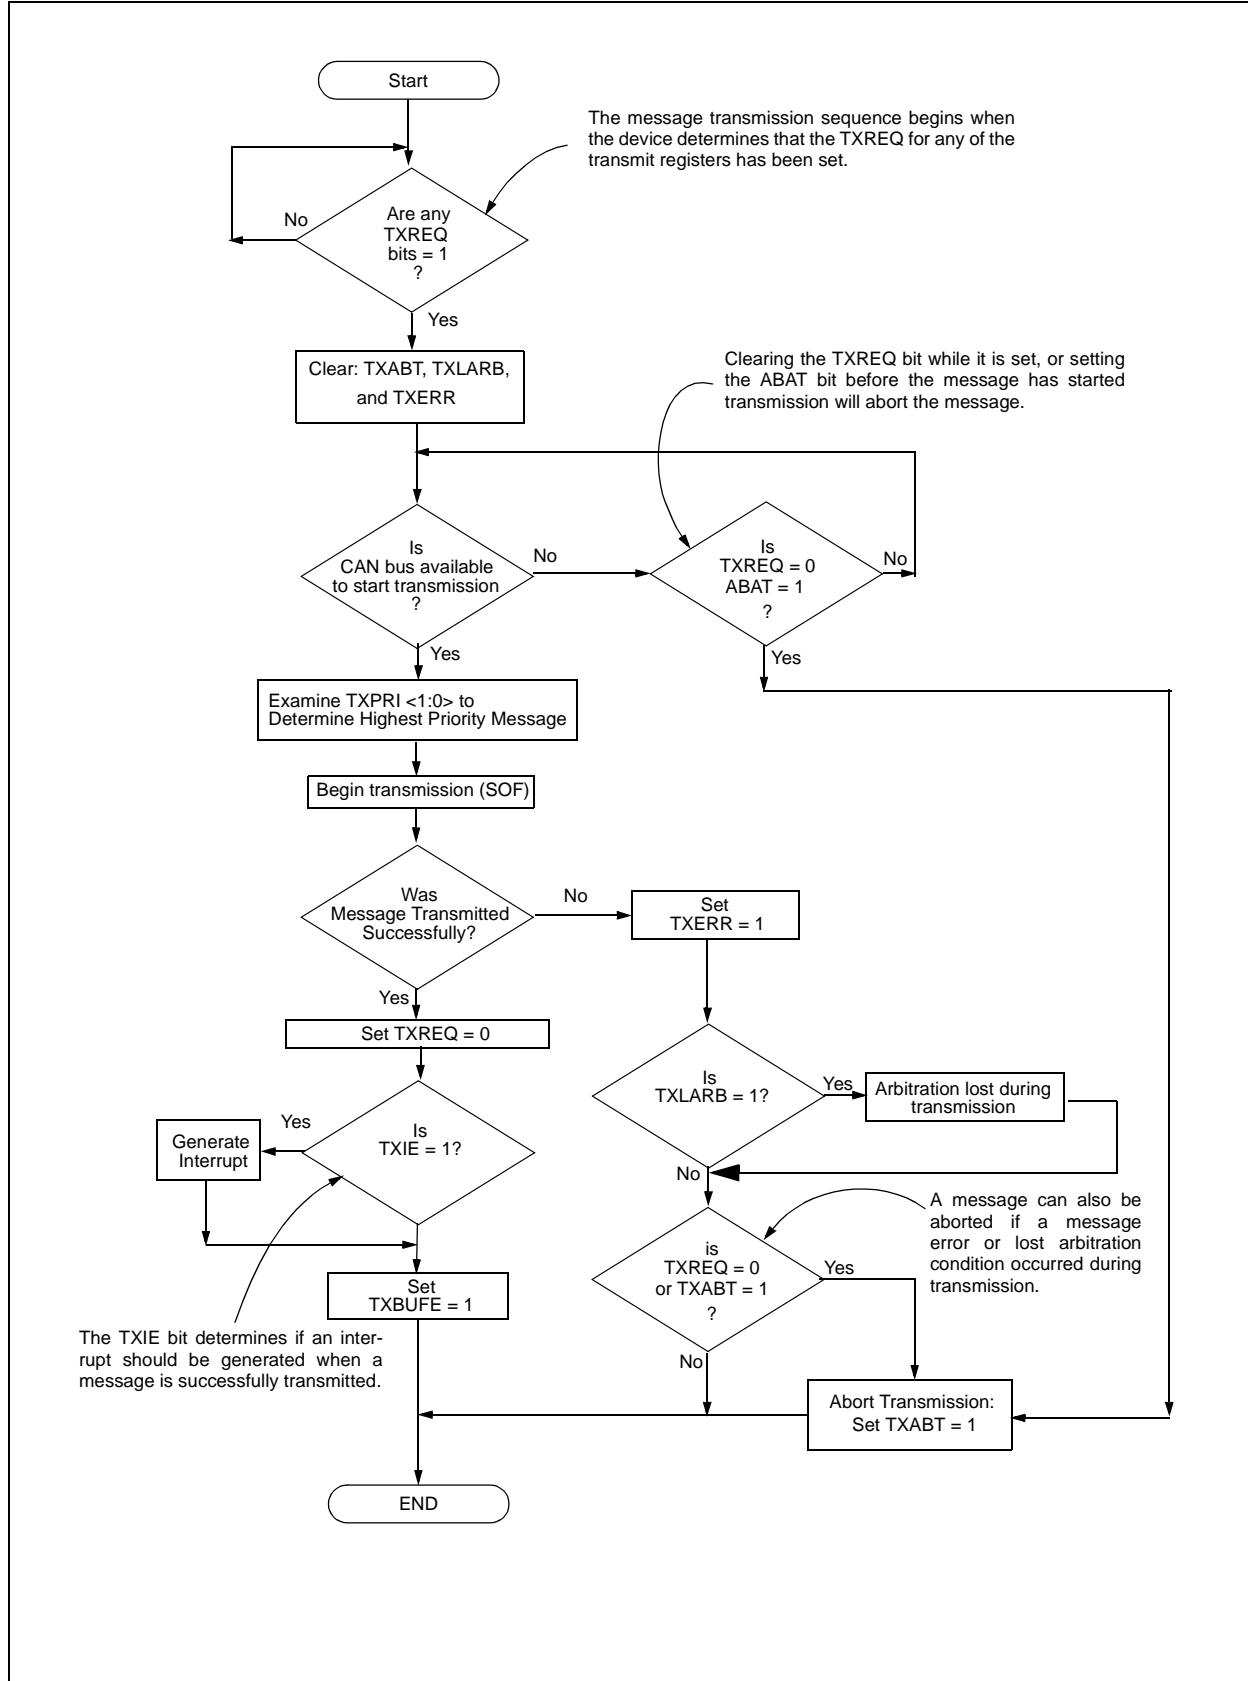 Start
The message transmission sequence begins when
the device determines that the TXREQ for any of the
transmit registers has been set.
No
Are any
TXREQ
bits = 1
?
Yes
Clear: TXABT, TXLARB,
and TXERR
Clearing the TXREQ bit while it is set, or setting
the ABAT bit before the message has started
transmission will abort the message.
Is
CAN bus available
to start transmission
?
No
Is
TXREQ = 0
ABAT = 1
?
No
Yes
Yes
Examine TXPRI <1:0> to
Determine Highest Priority Message
Begin transmission (SOF)
Was
Message Transmitted
Successfully?
No
Set
TXERR = 1
Yes
Set TXREQ = 0
Is
TXLARB = 1?
Yes
Arbitration lost during
transmission
Yes
Generate
Interrupt
Is
TXIE = 1?
No
A message can also be
aborted if a message
error or lost arbitration
condition occurred during
transmission.
is
TXREQ = 0
or TXABT = 1
?
Yes
Set
TXBUFE = 1
The TXIE bit determines if an inter-
rupt should be generated when a
message is successfully transmitted.
No
Abort Transmission:
Set TXABT = 1
END